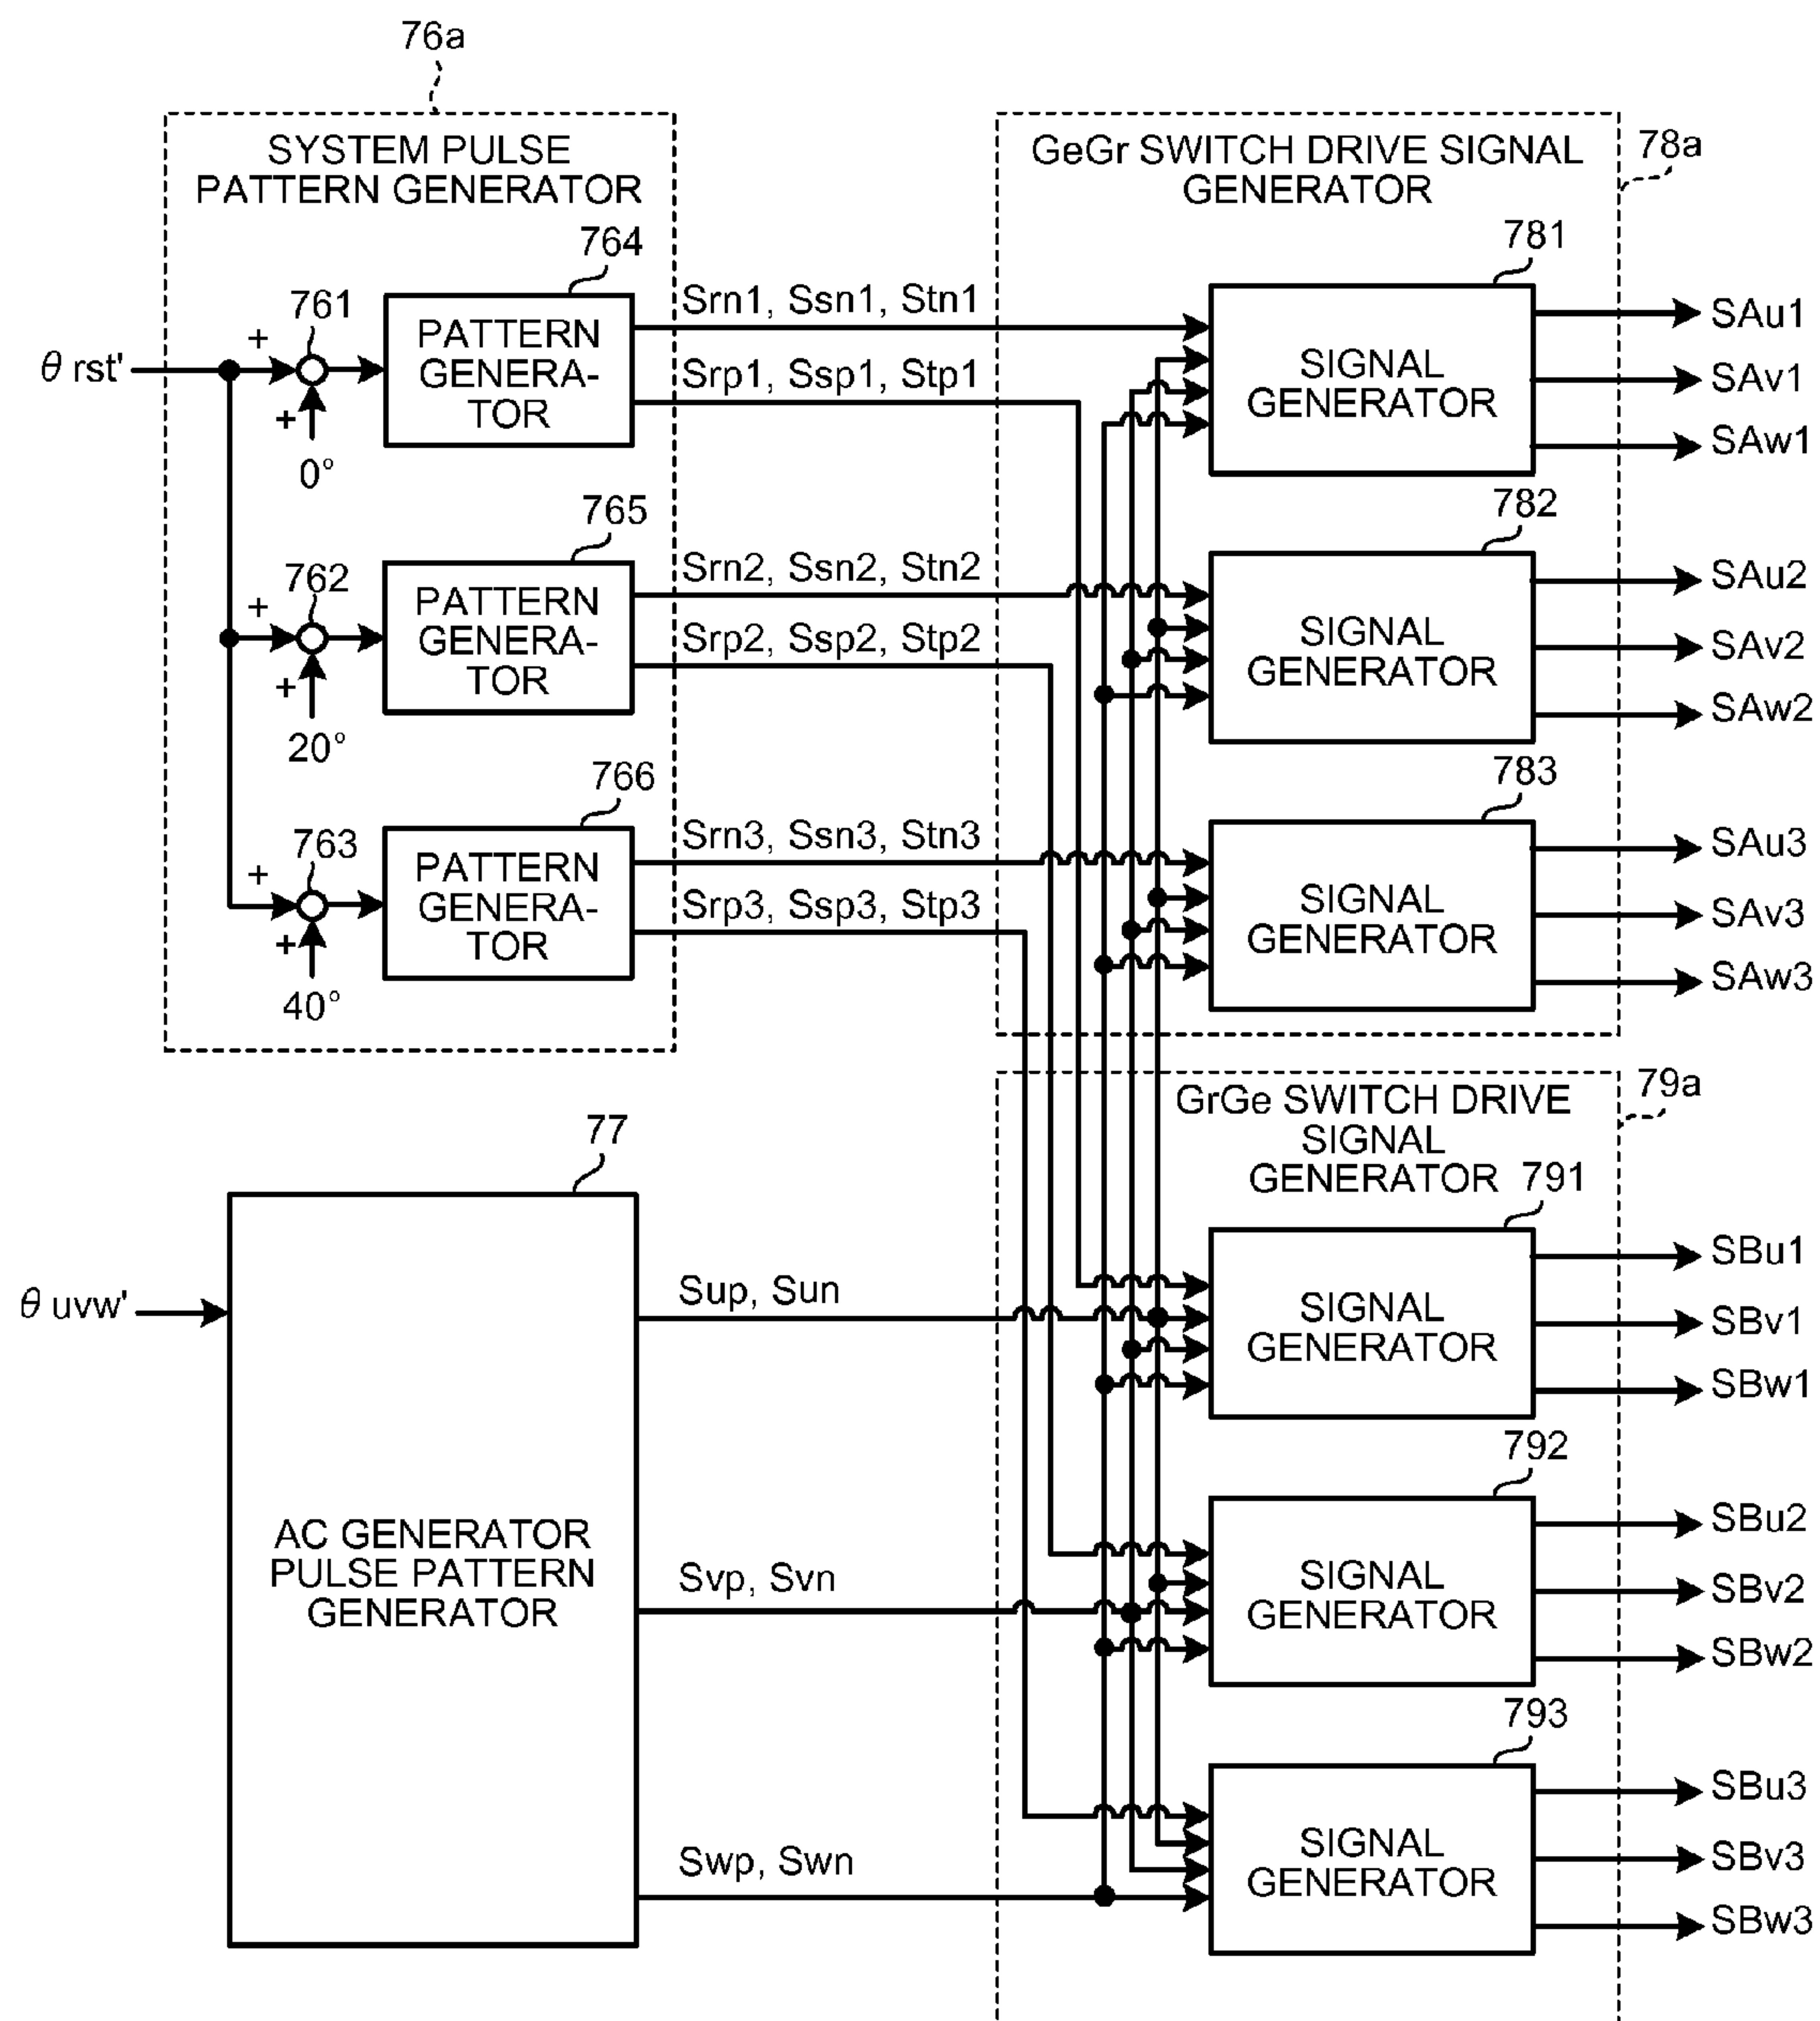 76a
SYSTEM PULSE
PATTERN GENERATOR
764
761
+
θ rst'
+
0°
PATTERN
GENERA-
TOR
765
762
+
+
20°
PATTERN
GENERA-
TOR
766
763
+
+
40°
PATTERN
GENERA-
TOR
Srn1, Ssn1, Stn1
Srp1, Ssp1, Stp1
Srn2, Ssn2, Stn2
Srp2, Ssp2, Stp2
Srn3, Ssn3, Stn3
Srp3, Ssp3, Stp3
GeGr SWITCH DRIVE SIGNAL
GENERATOR
78a
781
SIGNAL
GENERATOR
SAu1
SAv1
SAw1
782
SIGNAL
GENERATOR
SAu2
SAv2
SAw2
783
SIGNAL
GENERATOR
SAu3
SAv3
SAw3
77
θ uvw'
AC GENERATOR
PULSE PATTERN
GENERATOR
Sup, Sun
Svp, Svn
Swp, Swn
GrGe SWITCH DRIVE
SIGNAL
GENERATOR
79a
791
SIGNAL
GENERATOR
SBu1
SBv1
SBw1
792
SIGNAL
GENERATOR
SBu2
SBv2
SBw2
793
SIGNAL
GENERATOR
SBu3
SBv3
SBw3